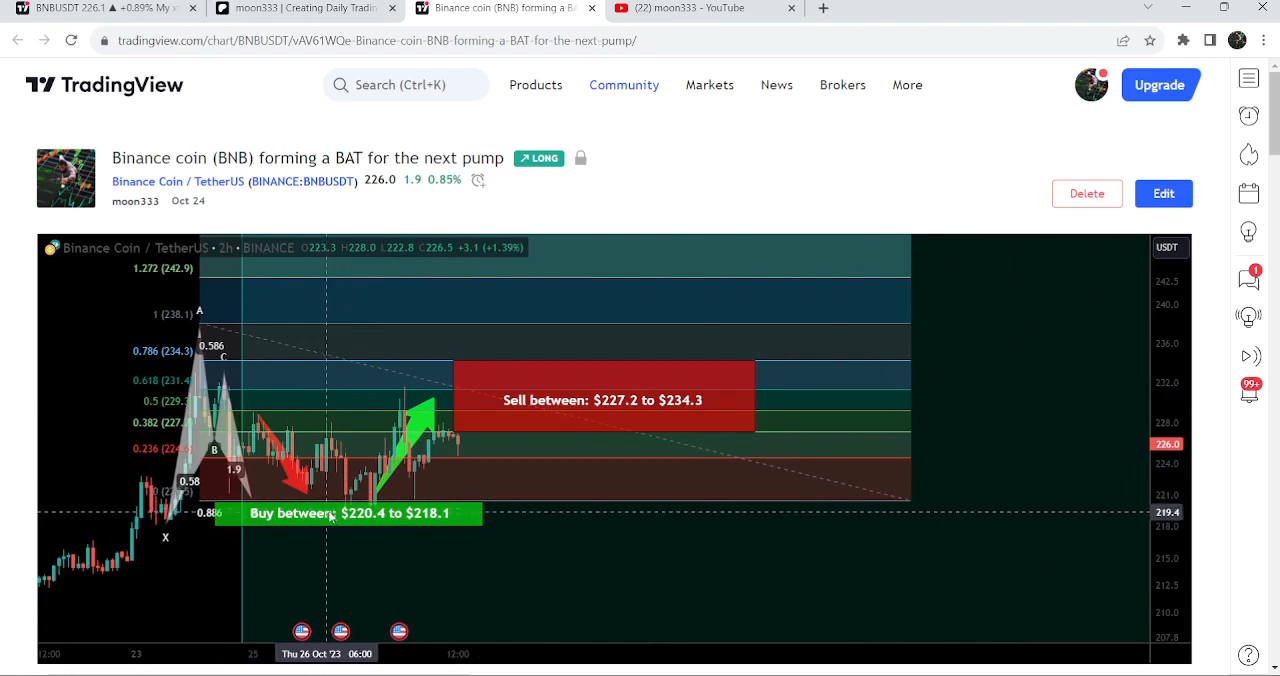 BNBUSDT 226.1 ▲ +0.89% My x
moon333 | Creating Daily Tradin
Binance coin (BNB) forming a BA
(22) moon333 - YouTube
tradingview.com/chart/BNBUSDT/vAV61WQe-Binance-coin-BNB-forming-a-BAT-for-the-next-pump/
TradingView
Search (Ctrl+K)
Products
Community
Markets
News
Brokers
More
Upgrade
Binance coin (BNB) forming a BAT for the next pump
LONG
Binance Coin / TetherUS (BINANCE:BNBUSDT) 226.0 1.9 0.85%
moon333 Oct 24
Delete
Edit
Binance Coin / TetherUS • 2h • BINANCE O223.3 H228.0 L222.8 C226.5 +3.1 (+1.39%)
USDT
1.272 (242.9)
1 (238.1)
A
0.586
C
0.786 (234.3)
0.618 (231.4)
0.5 (229.3)
0.382 (227.
0.236 (224.
B
1.9
0.58
0.886
X
Sell between: $227.2 to $234.3
Buy between: $220.4 to $218.1
242.5
240.0
236.0
232.0
228.0
226.0
224.0
221.0
219.4
218.0
215.0
212.5
210.0
207.8
12:00
23
25
Thu 26 Oct '23 06:00
12:00
1
99+